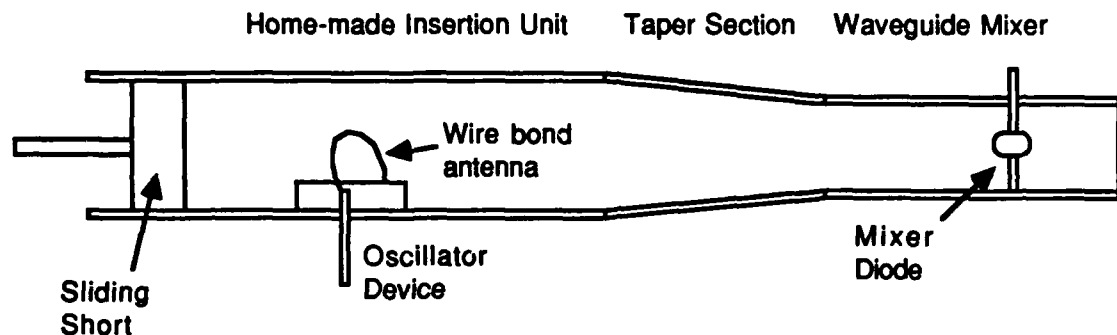 Home-made Insertion Unit Taper Section Waveguide Mixer
Wire bond
antenna
Oscillator
Device
Mixer
Diode
Sliding
Short